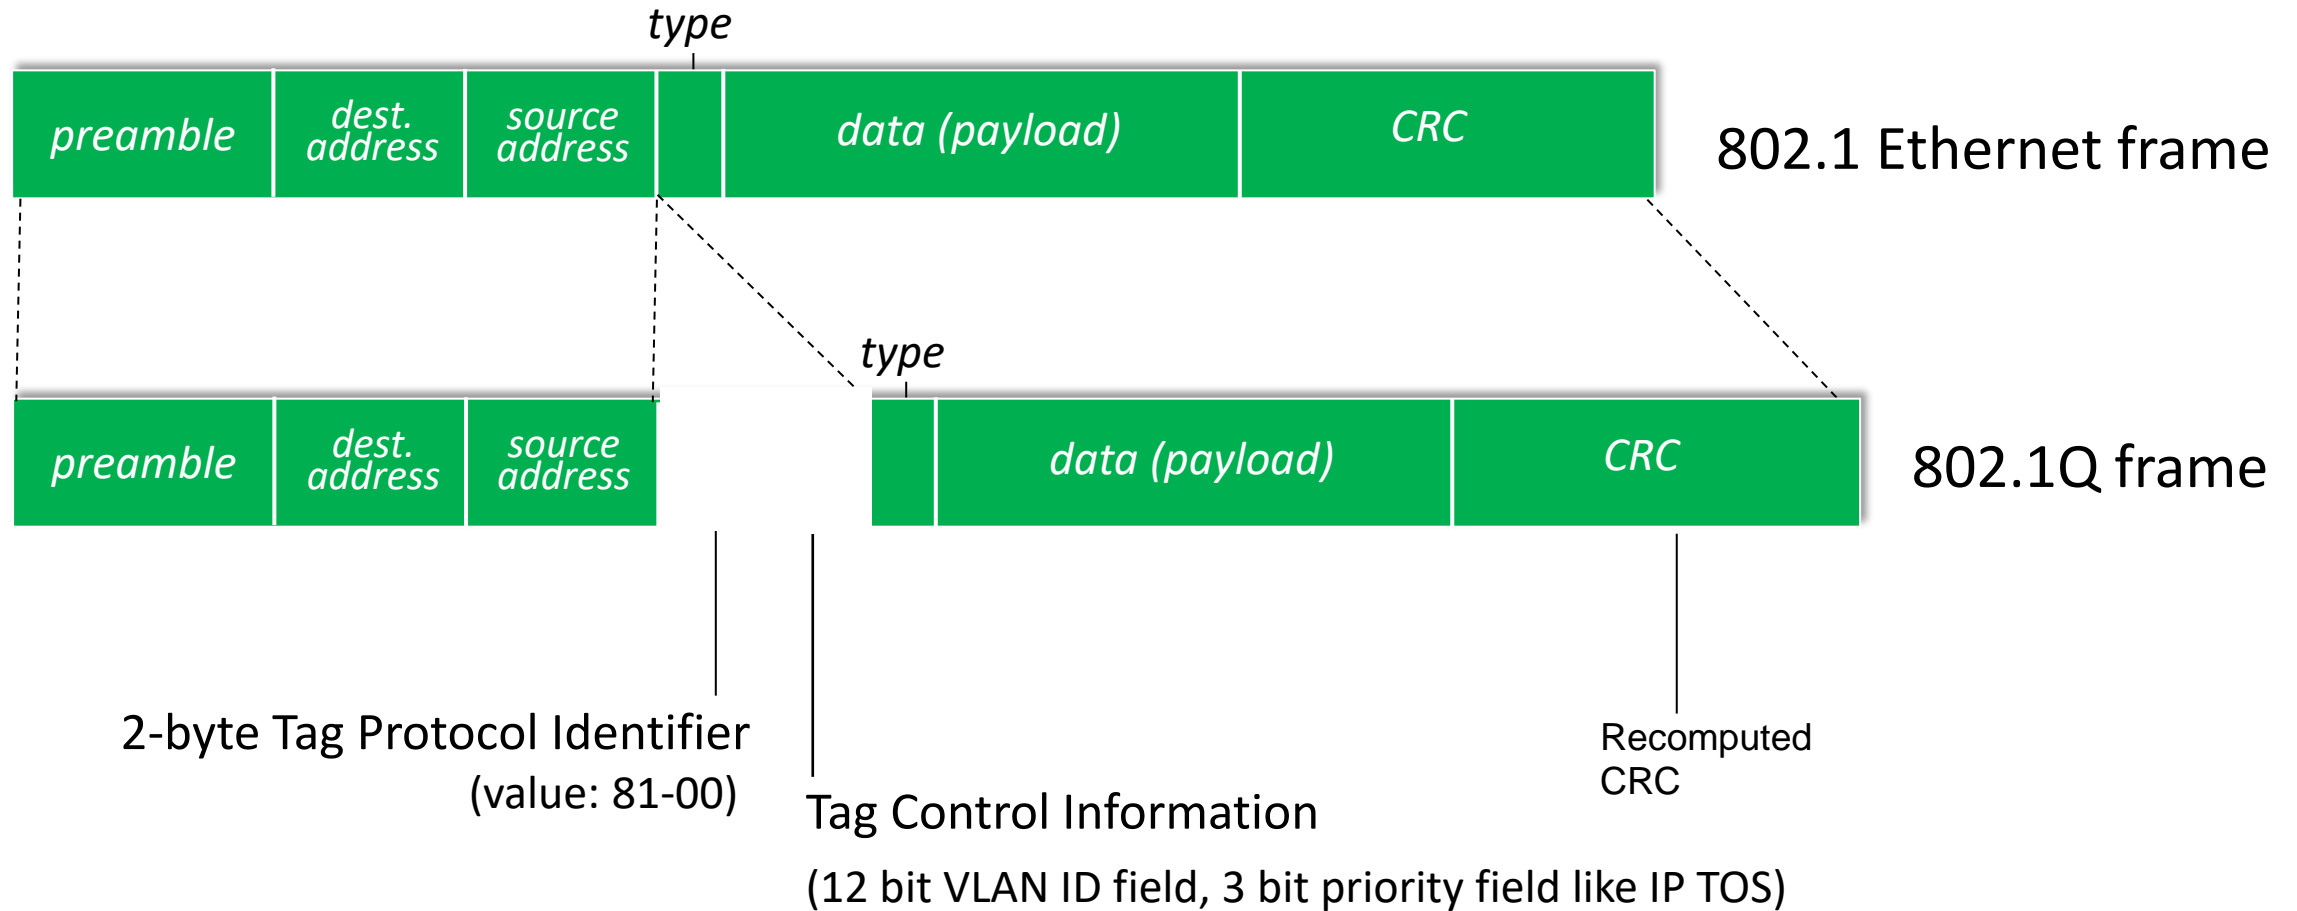 type
preamble
dest.
address
source
address
data (payload)
CRC
802.1 Ethernet frame
type
preamble
dest.
address
source
address
data (payload)
CRC
802.1Q frame
2-byte Tag Protocol Identifier
(value: 81-00)
Recomputed
CRC
Tag Control Information
(12 bit VLAN ID field, 3 bit priority field like IP TOS)